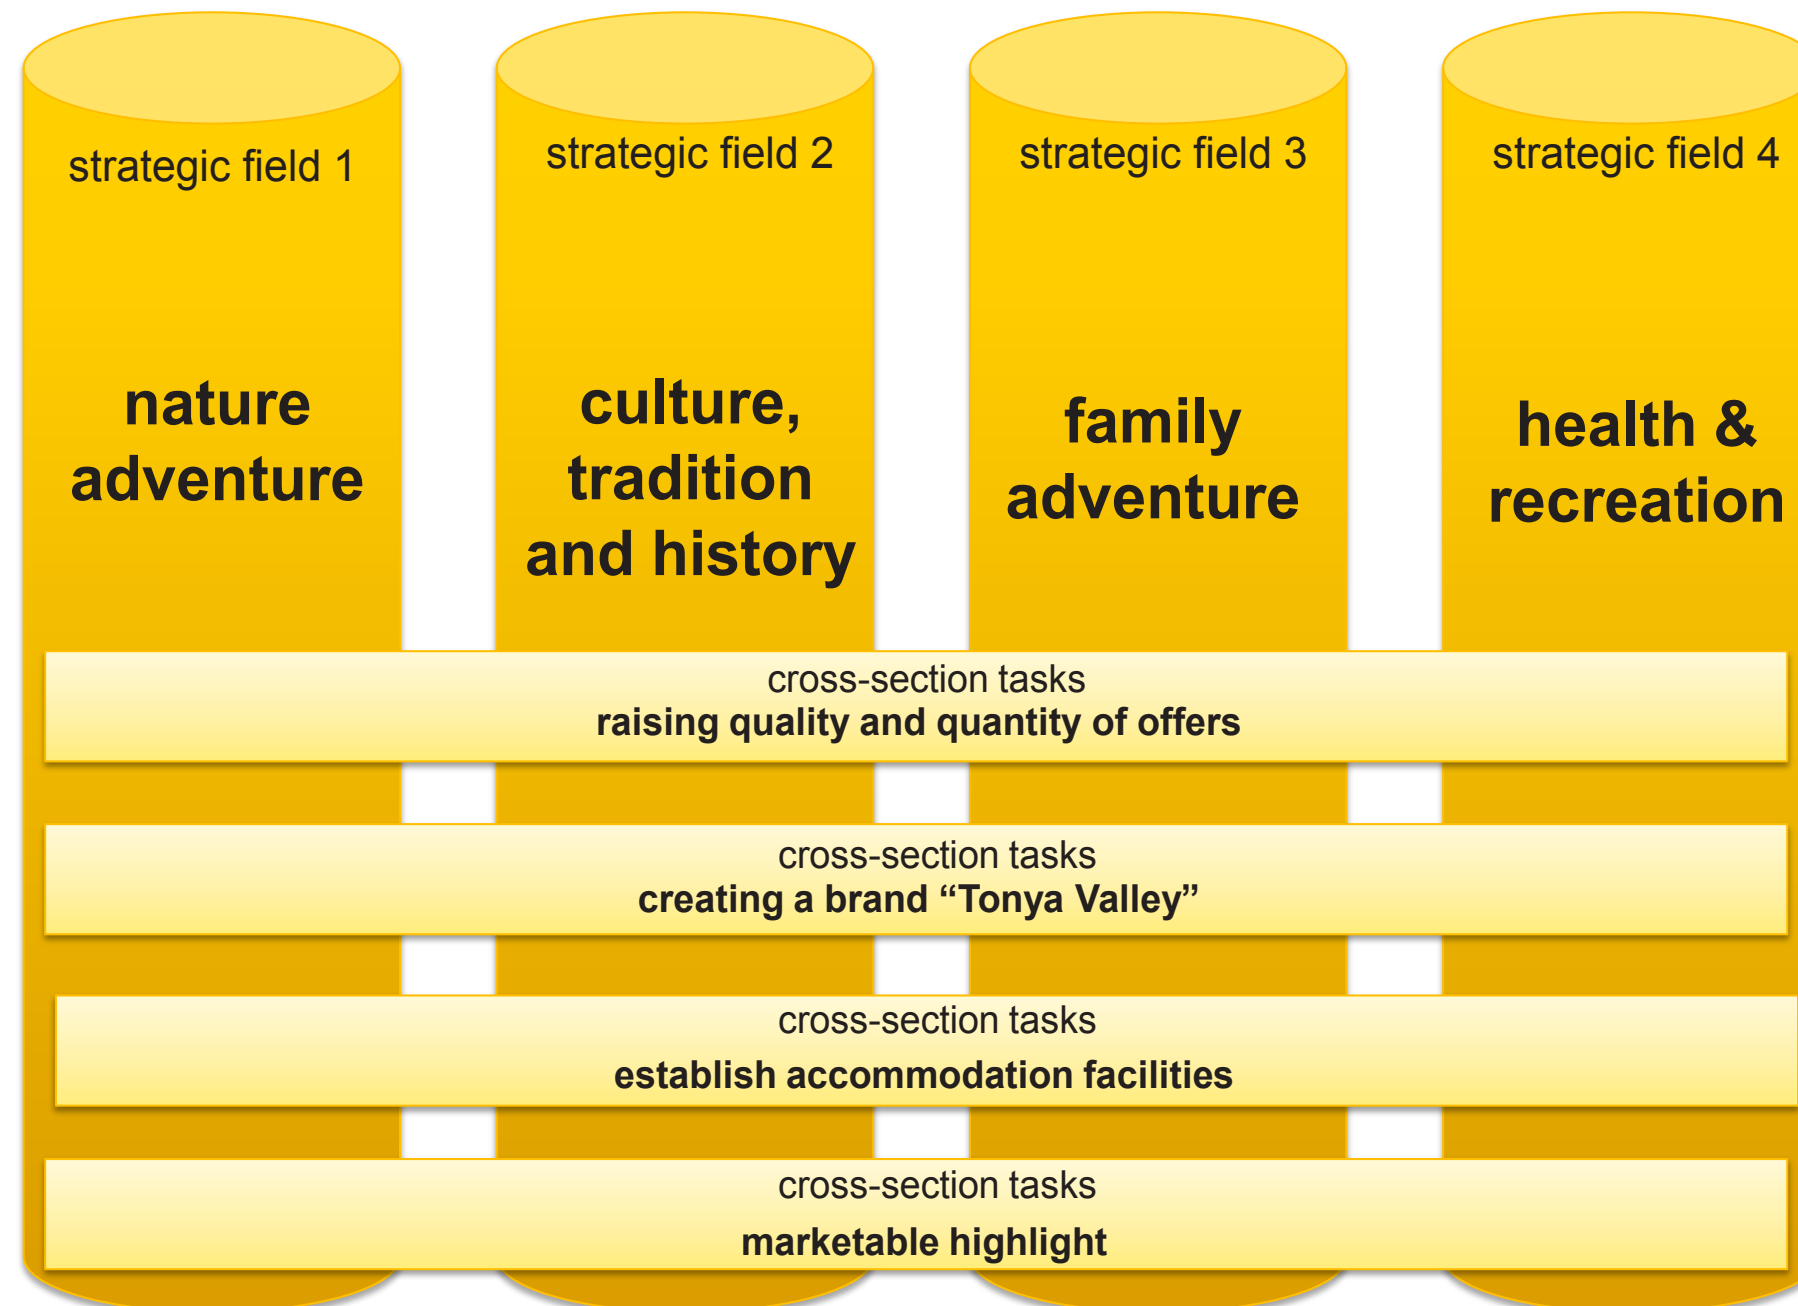 strategic field 1
nature
adventure
strategic field 2
culture,
tradition
and history
strategic field 3
family
adventure
strategic field 4
health &
recreation
cross-section tasks
raising quality and quantity of offers
cross-section tasks
creating a brand “Tonya Valley”
cross-section tasks
establish accommodation facilities
cross-section tasks
marketable highlight